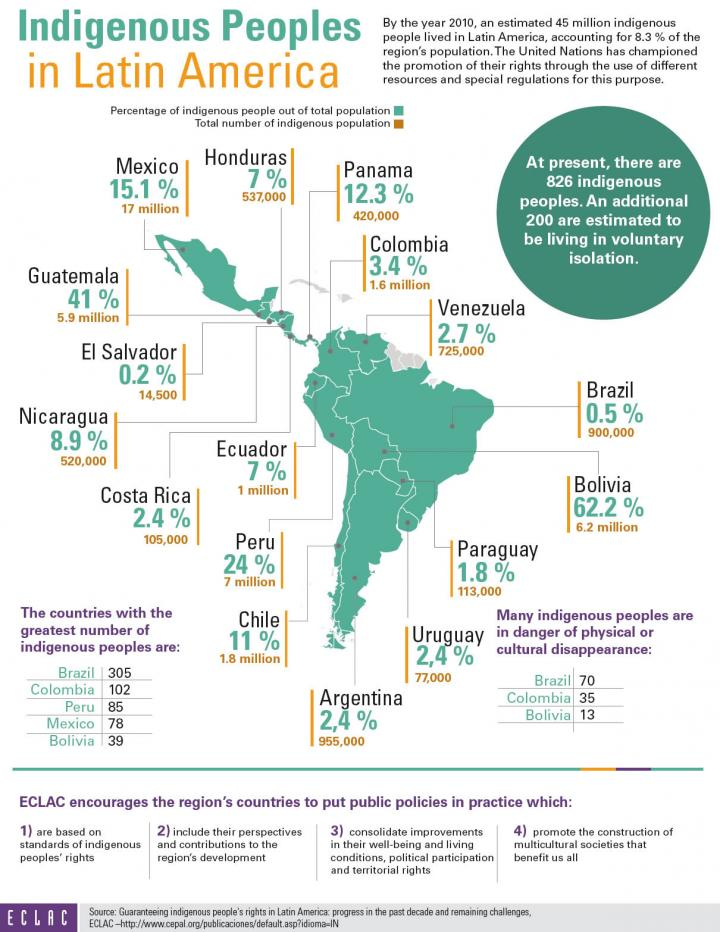 Indigenous Peoples
in Latin America
By the year 2010, an estimated 45 million indigenous
people lived in Latin America, accounting for 8.3 % of the
region's population. The United Nations has championed
the promotion of their rights through the use of different
resources and special regulations for this purpose.
Percentage of indigenous people out of total population
Total number of indigenous population
At present, there are
826 indigenous
peoples. An additional
200 are estimated to
be living in voluntary
isolation.
Mexico
15.1 %
17 million
Honduras
7 %
537,000
Panama
12.3 %
420,000
Colombia
3.4 %
1.6 million
Guatemala
41 %
5.9 million
Venezuela
2.7 %
725,000
El Salvador
0.2 %
14,500
Brazil
0.5 %
900,000
Nicaragua
8.9 %
520,000
Ecuador
7 %
1 million
Costa Rica
2.4 %
105,000
Bolivia
62.2 %
6.2 million
Peru
24 %
7 million
Paraguay
1.8 %
113,000
Chile
11 %
1.8 million
Uruguay
2,4 %
77,000
Argentina
2,4 %
955,000
The countries with the
greatest number of
indigenous peoples are:
Brazil 305
Colombia 102
Peru 85
Mexico 78
Bolivia 39
Many indigenous peoples are
in danger of physical or
cultural disappearance:
Brazil 70
Colombia 35
Bolivia 13
ECLAC encourages the region's countries to put public policies in practice which:
1) are based on
standards of indigenous
peoples' rights
2) include their perspectives
and contributions to the
region's development
3) consolidate improvements
in their well-being and living
conditions, political participation
and territorial rights
4) promote the construction of
multicultural societies that
benefit us all
ECLAC
Source: Guaranteeing indigenous people's rights in Latin America: progress in the past decade and remaining challenges,
ECLAC –http://www.cepal.org/publicaciones/default.asp?idioma=IN